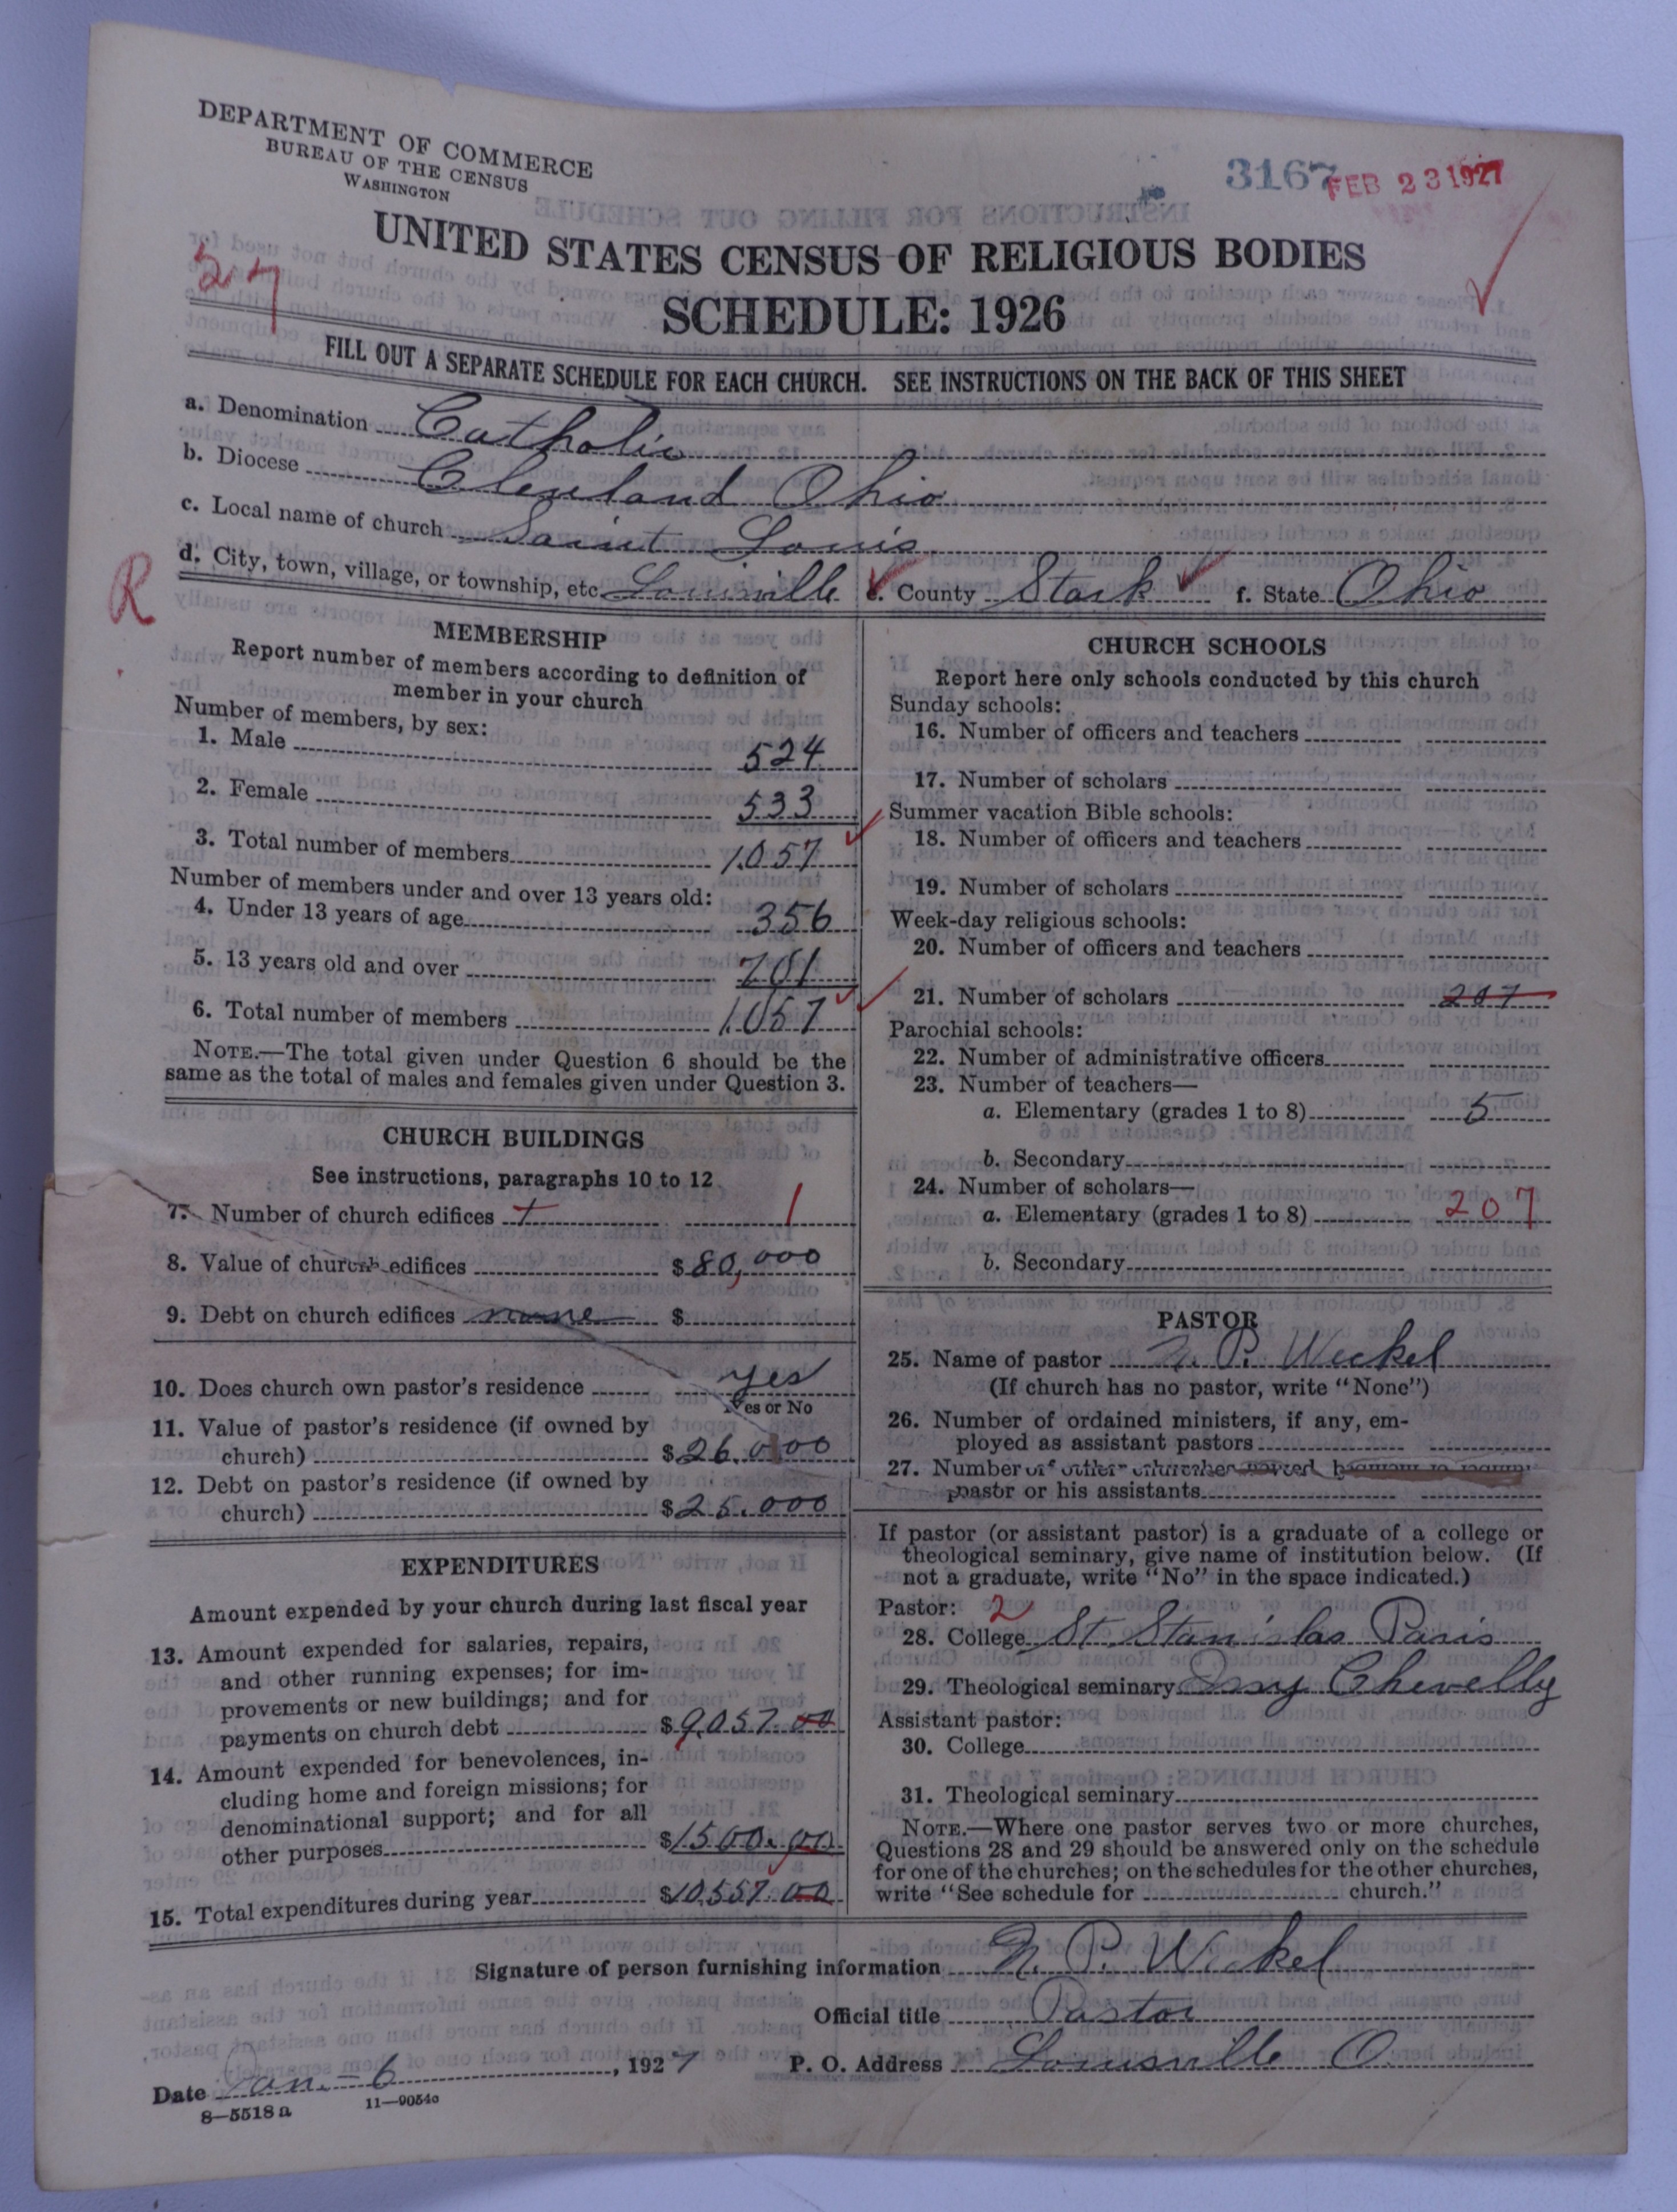 DEPARTMENT OF COMMERCE
BUREAU OF THE CENSUS
WASHINGTON
3167
FEB 23 1927
UNITED STATES CENSUS OF RELIGIOUS BODIES
SCHEDULE: 1926
FILL OUT A SEPARATE SCHEDULE FOR EACH CHURCH. SEE INSTRUCTIONS ON THE BACK OF THIS SHEET
a. Denomination Catholic
b. Diocese Cleveland Ohio
c. Local name of church Saint Louis
R
d. City, town, village, or township, etc. Louisville e. County Stark f. State Ohio
MEMBERSHIP
Report number of members according to definition of
member in your church
Number of members, by sex:
1. Male 524
2. Female 533
3. Total number of members 1057
Number of members under and over 13 years old:
4. Under 13 years of age 356
5. 13 years old and over 701
6. Total number of members 1057
NOTE.—The total given under Question 6 should be the
same as the total of males and females given under Question 3.
CHURCH BUILDINGS
See instructions, paragraphs 10 to 12
7. Number of church edifices 1
8. Value of church edifices $80,000
9. Debt on church edifices none $
10. Does church own pastor's residence yes
Yes or No
11. Value of pastor's residence (if owned by
church) $26.000
12. Debt on pastor's residence (if owned by
church) $25.000
EXPENDITURES
Amount expended by your church during last fiscal year
13. Amount expended for salaries, repairs,
and other running expenses; for im-
provements or new buildings; and for
payments on church debt $9,057.00
14. Amount expended for benevolences, in-
cluding home and foreign missions; for
denominational support; and for all
other purposes $1500.00
15. Total expenditures during year $10,557.00
CHURCH SCHOOLS
Report here only schools conducted by this church
Sunday schools:
16. Number of officers and teachers
17. Number of scholars
Summer vacation Bible schools:
18. Number of officers and teachers
19. Number of scholars
Week-day religious schools:
20. Number of officers and teachers
21. Number of scholars 207
Parochial schools:
22. Number of administrative officers
23. Number of teachers—
a. Elementary (grades 1 to 8) 5
b. Secondary
24. Number of scholars—
a. Elementary (grades 1 to 8) 207
b. Secondary
PASTOR
25. Name of pastor N. P. Weckel
(If church has no pastor, write "None")
26. Number of ordained ministers, if any, em-
ployed as assistant pastors
27. Number of other churches served by
pastor or his assistants
If pastor (or assistant pastor) is a graduate of a college or
theological seminary, give name of institution below. (If
not a graduate, write "No" in the space indicated.)
Pastor: 2
28. College St. Stanislas Paris
29. Theological seminary Chevelly
Assistant pastor:
30. College
31. Theological seminary
NOTE.—Where one pastor serves two or more churches,
Questions 28 and 29 should be answered only on the schedule
for one of the churches; on the schedules for the other churches,
write "See schedule for church."
Signature of person furnishing information N. P. Weckel
Official title Pastor
Date Jan. – 6, 1927 P. O. Address Louisville O.
8—5518 a 11—9054c